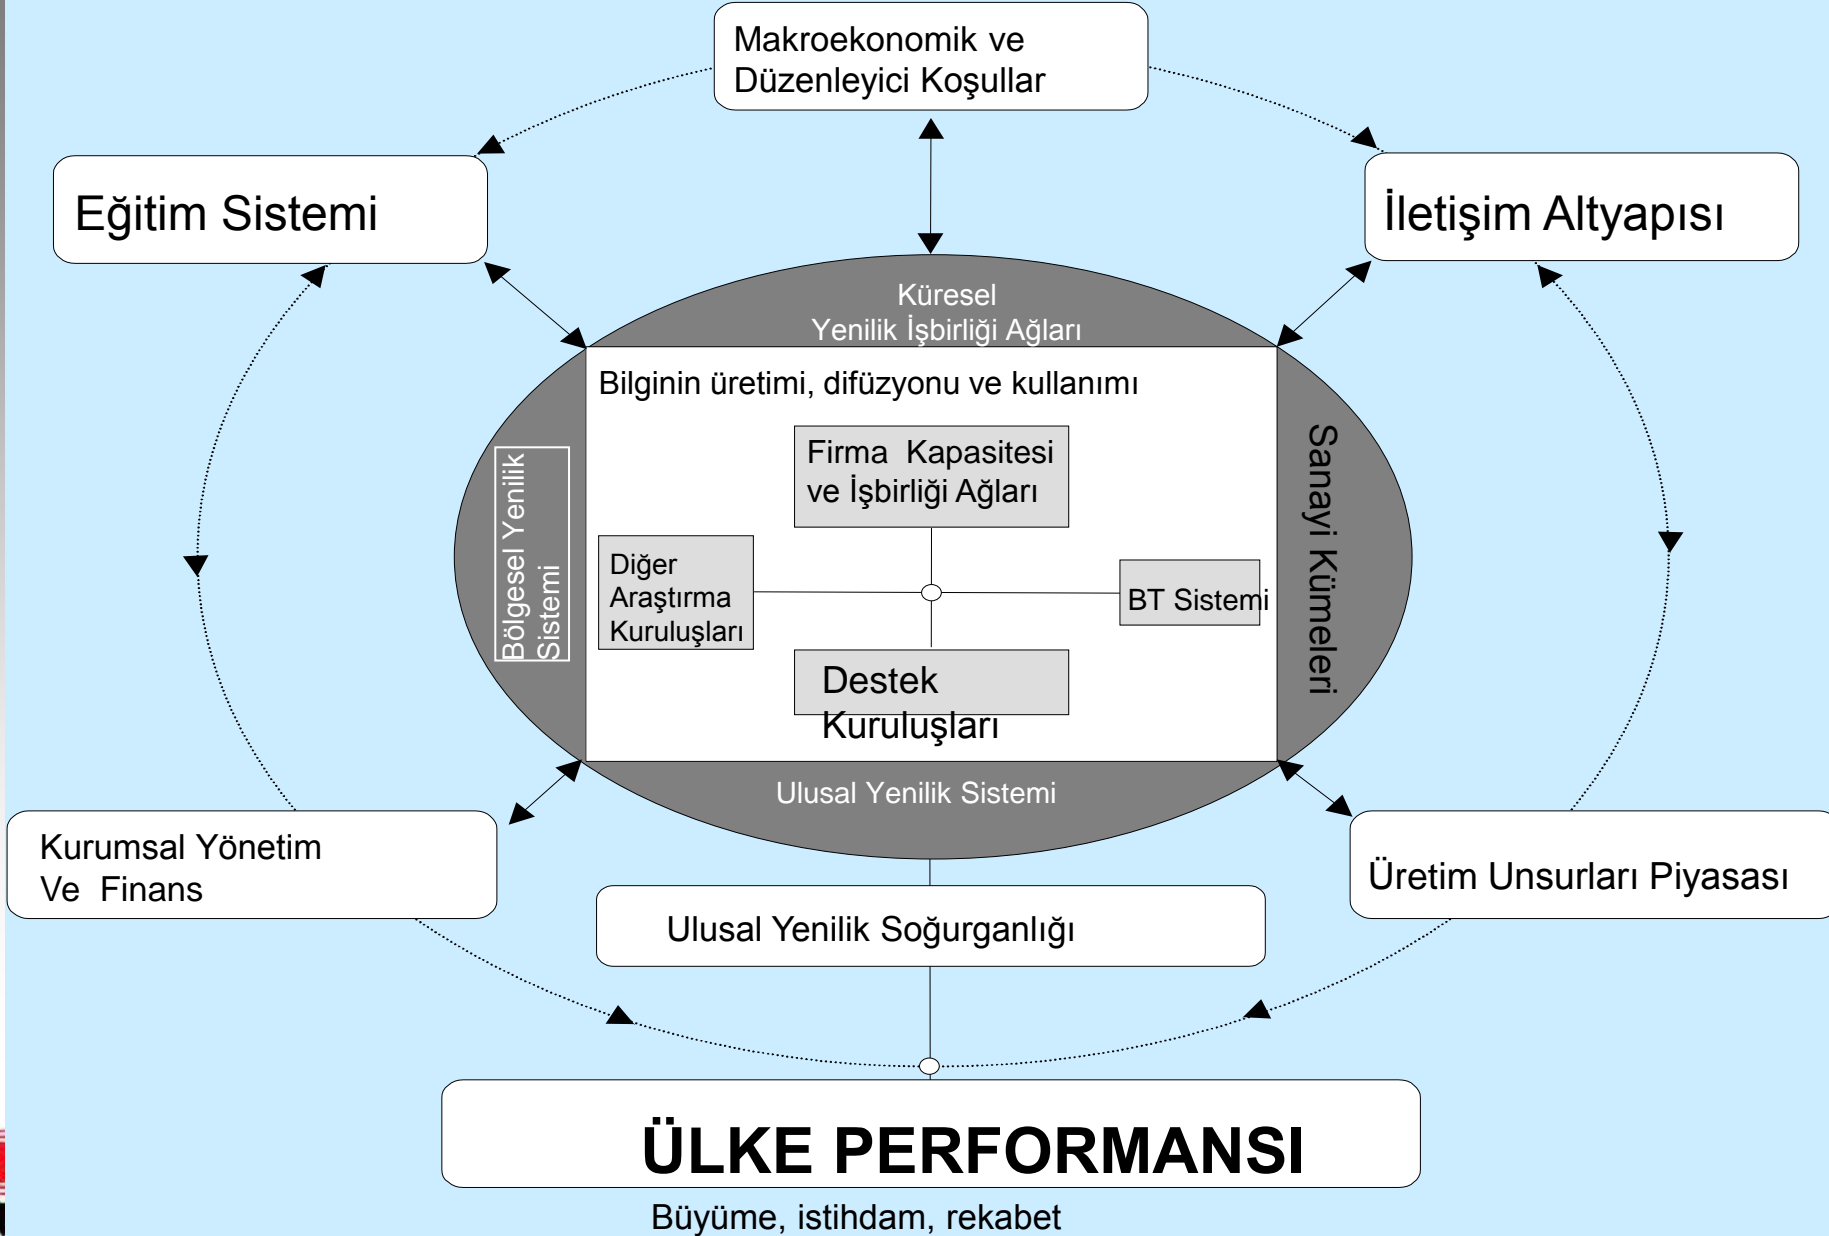 Makroekonomik ve
Düzenleyici Koşullar
Eğitim Sistemi
İletişim Altyapısı
Küresel
Yenilik İşbirliği Ağları
Bilginin üretimi, difüzyonu ve kullanımı
Firma Kapasitesi
ve İşbirliği Ağları
Bölgesel Yenilik
Sistemi
Diğer
Araştırma
Kuruluşları
BT Sistemi
Sanayi Kümeleri
Destek
Kuruluşları
Ulusal Yenilik Sistemi
Kurumsal Yönetim
Ve Finans
Üretim Unsurları Piyasası
Ulusal Yenilik Soğurganlığı
ÜLKE PERFORMANSI
Büyüme, istihdam, rekabet